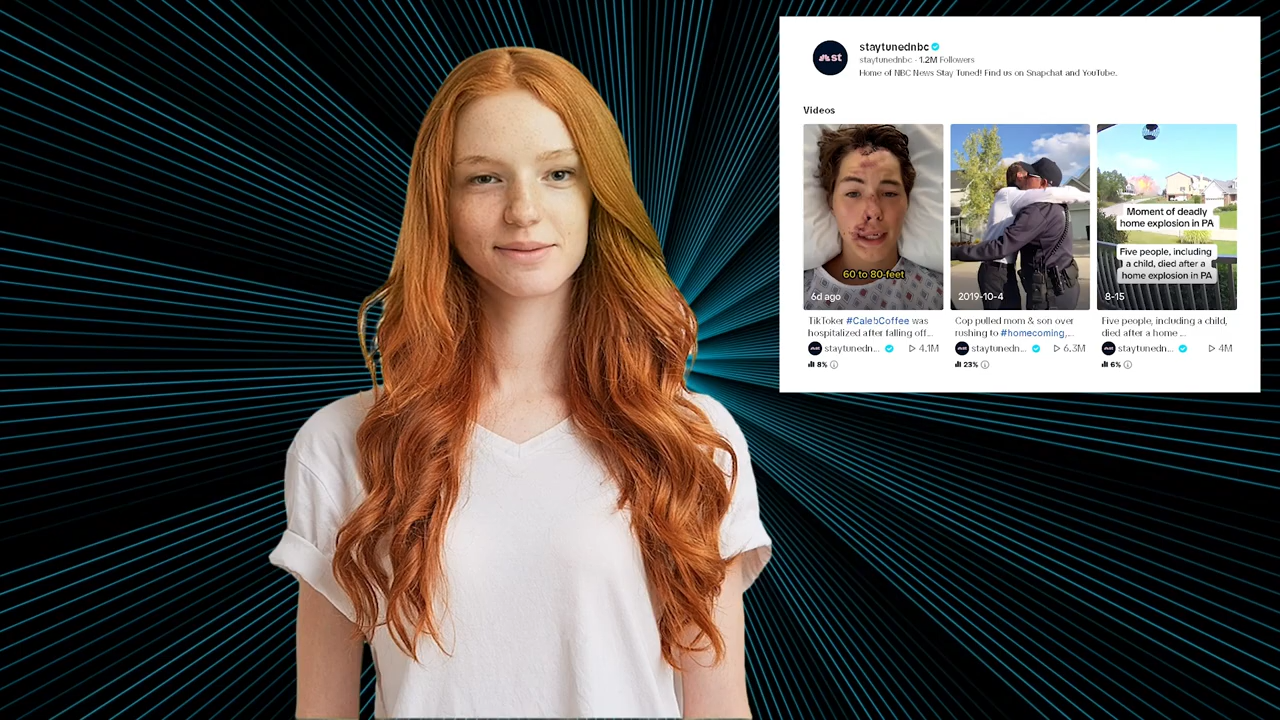 st
staytunednbc
staytunednbc · 1.2M Followers
Home of NBC News Stay Tuned! Find us on Snapchat and YouTube.
Videos
60 to 80-feet
6d ago
2019-10-4
Moment of deadly
home explosion in PA
Five people, including
a child, died after a
home explosion in PA
8-15
TikToker #CalebCoffee was
hospitalized after falling off...
staytunedn... 4.1M
8%
Cop pulled mom & son over
rushing to #homecoming,...
staytunedn... 6.3M
23%
Five people, including a child,
died after a home ...
staytunedn... 4M
6%